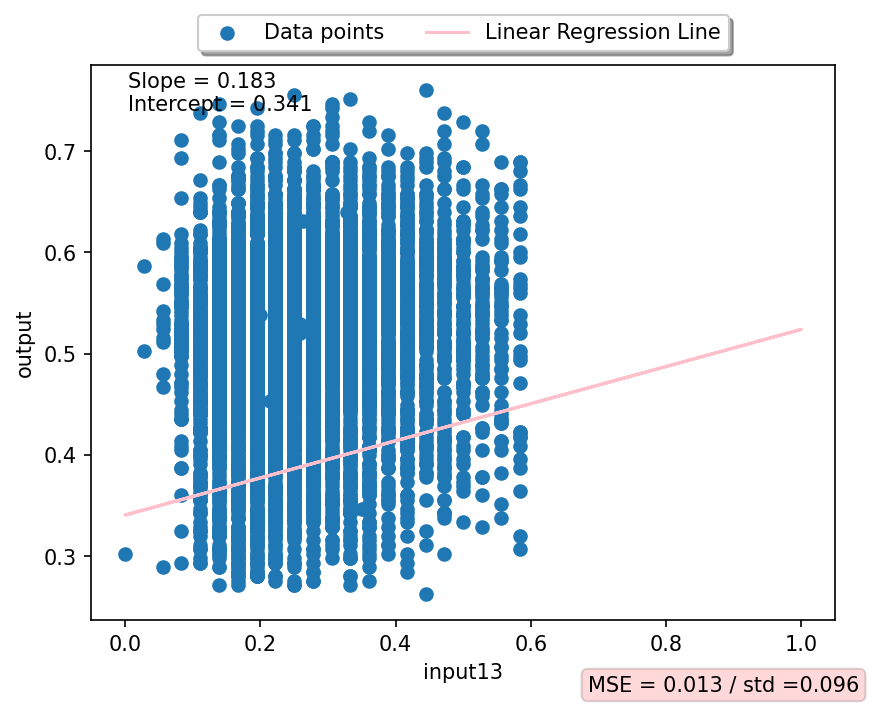 Data points
Linear Regression Line
Slope = 0.183
Intercept = 0.341
0.7
0.6
0.5
0.4
0.3
output
0.0
0.2
0.4
0.6
0.8
1.0
input13
MSE = 0.013 / std =0.096